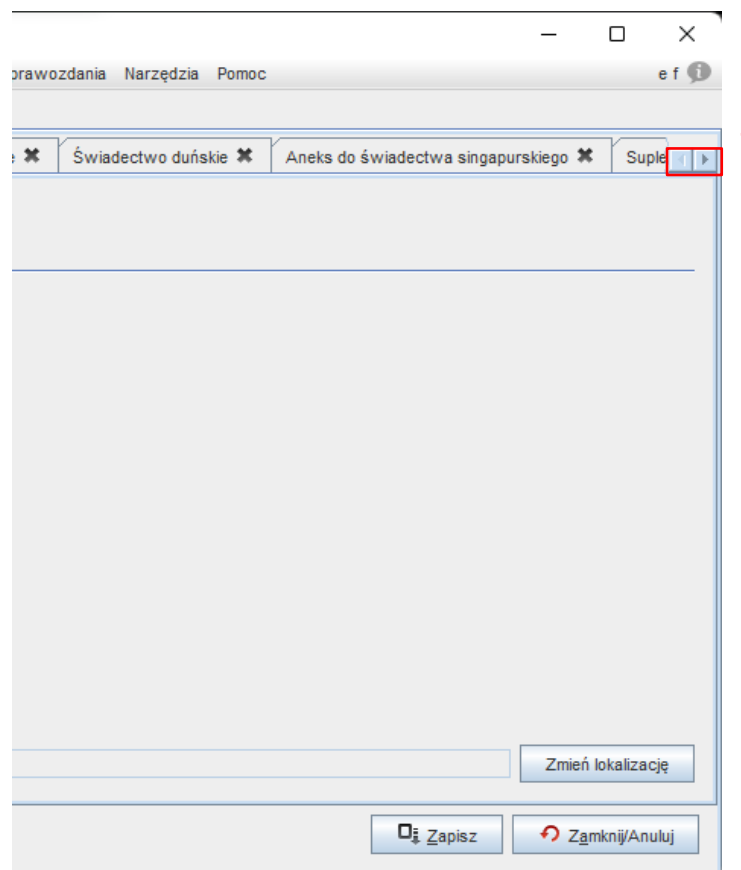 prawozdania Narzędzia Pomoc e f
Świadectwo duńskie Aneks do świadectwa singapurskiego Suple
Zmień lokalizację
Zapisz Zamknij/Anuluj